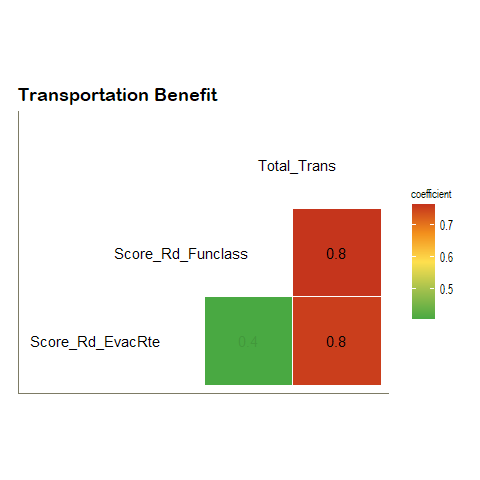 Transportation Benefit
Total_Trans
coefficient
Score_Rd_Funclass
0.8
0.7
0.6
0.5
Score_Rd_EvacRte
0.4
0.8